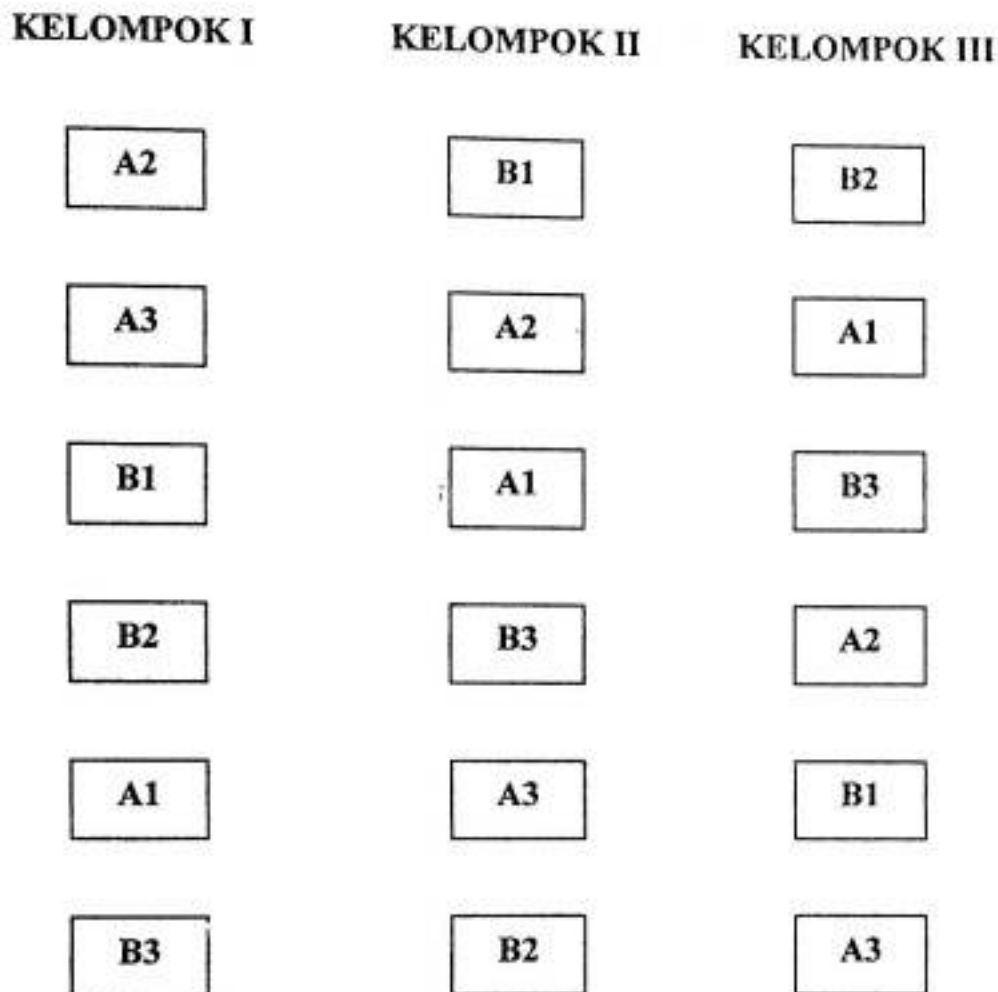 KELOMPOK I KELOMPOK II KELOMPOK III
A2 B1 B2
A3 A2 A1
B1 A1 B3
B2 B3 A2
A1 A3 B1
B3 B2 A3